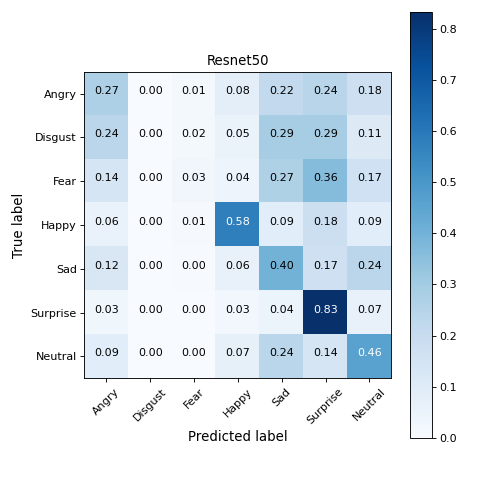 Resnet50
True label
Angry 0.27 0.00 0.01 0.08 0.22 0.24 0.18
Disgust 0.24 0.00 0.02 0.05 0.29 0.29 0.11
Fear 0.14 0.00 0.03 0.04 0.27 0.36 0.17
Happy 0.06 0.00 0.01 0.58 0.09 0.18 0.09
Sad 0.12 0.00 0.00 0.06 0.40 0.17 0.24
Surprise 0.03 0.00 0.00 0.03 0.04 0.83 0.07
Neutral 0.09 0.00 0.00 0.07 0.24 0.14 0.46
Angry Disgust Fear Happy Sad Surprise Neutral
Predicted label
0.8
0.7
0.6
0.5
0.4
0.3
0.2
0.1
0.0